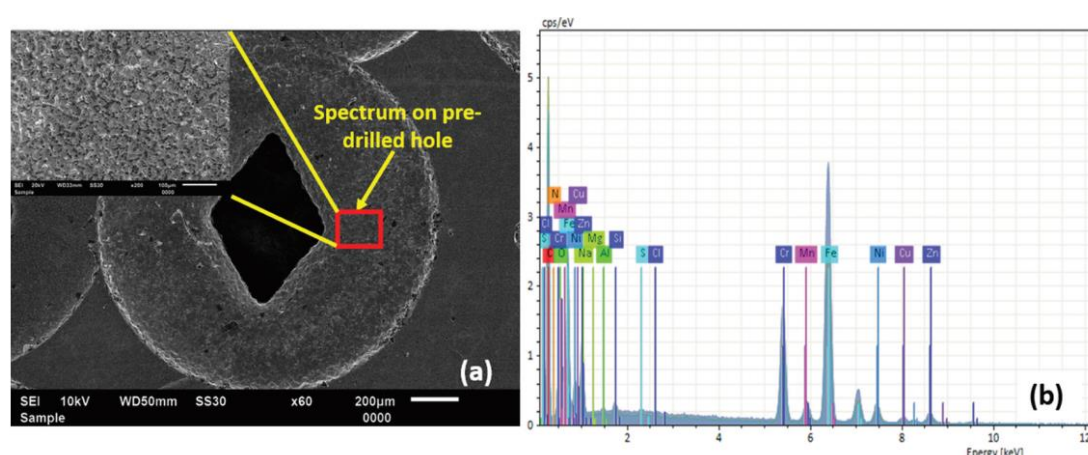 Spectrum on pre-
drilled hole
SEI 20kV WD33mm SS30 x200 100µm
Sample 0000
(a)
SEI 10kV WD50mm SS30 x60 200µm
Sample 0000
cps/eV
5
4
3
2
1
0
N Cu
Mn
Cl Fe Zn
S Cr Ni Mg Si
C O Na Al S Cl Cr Mn Fe Ni Cu Zn
2 4 6 8 10 12
Energy [keV]
(b)